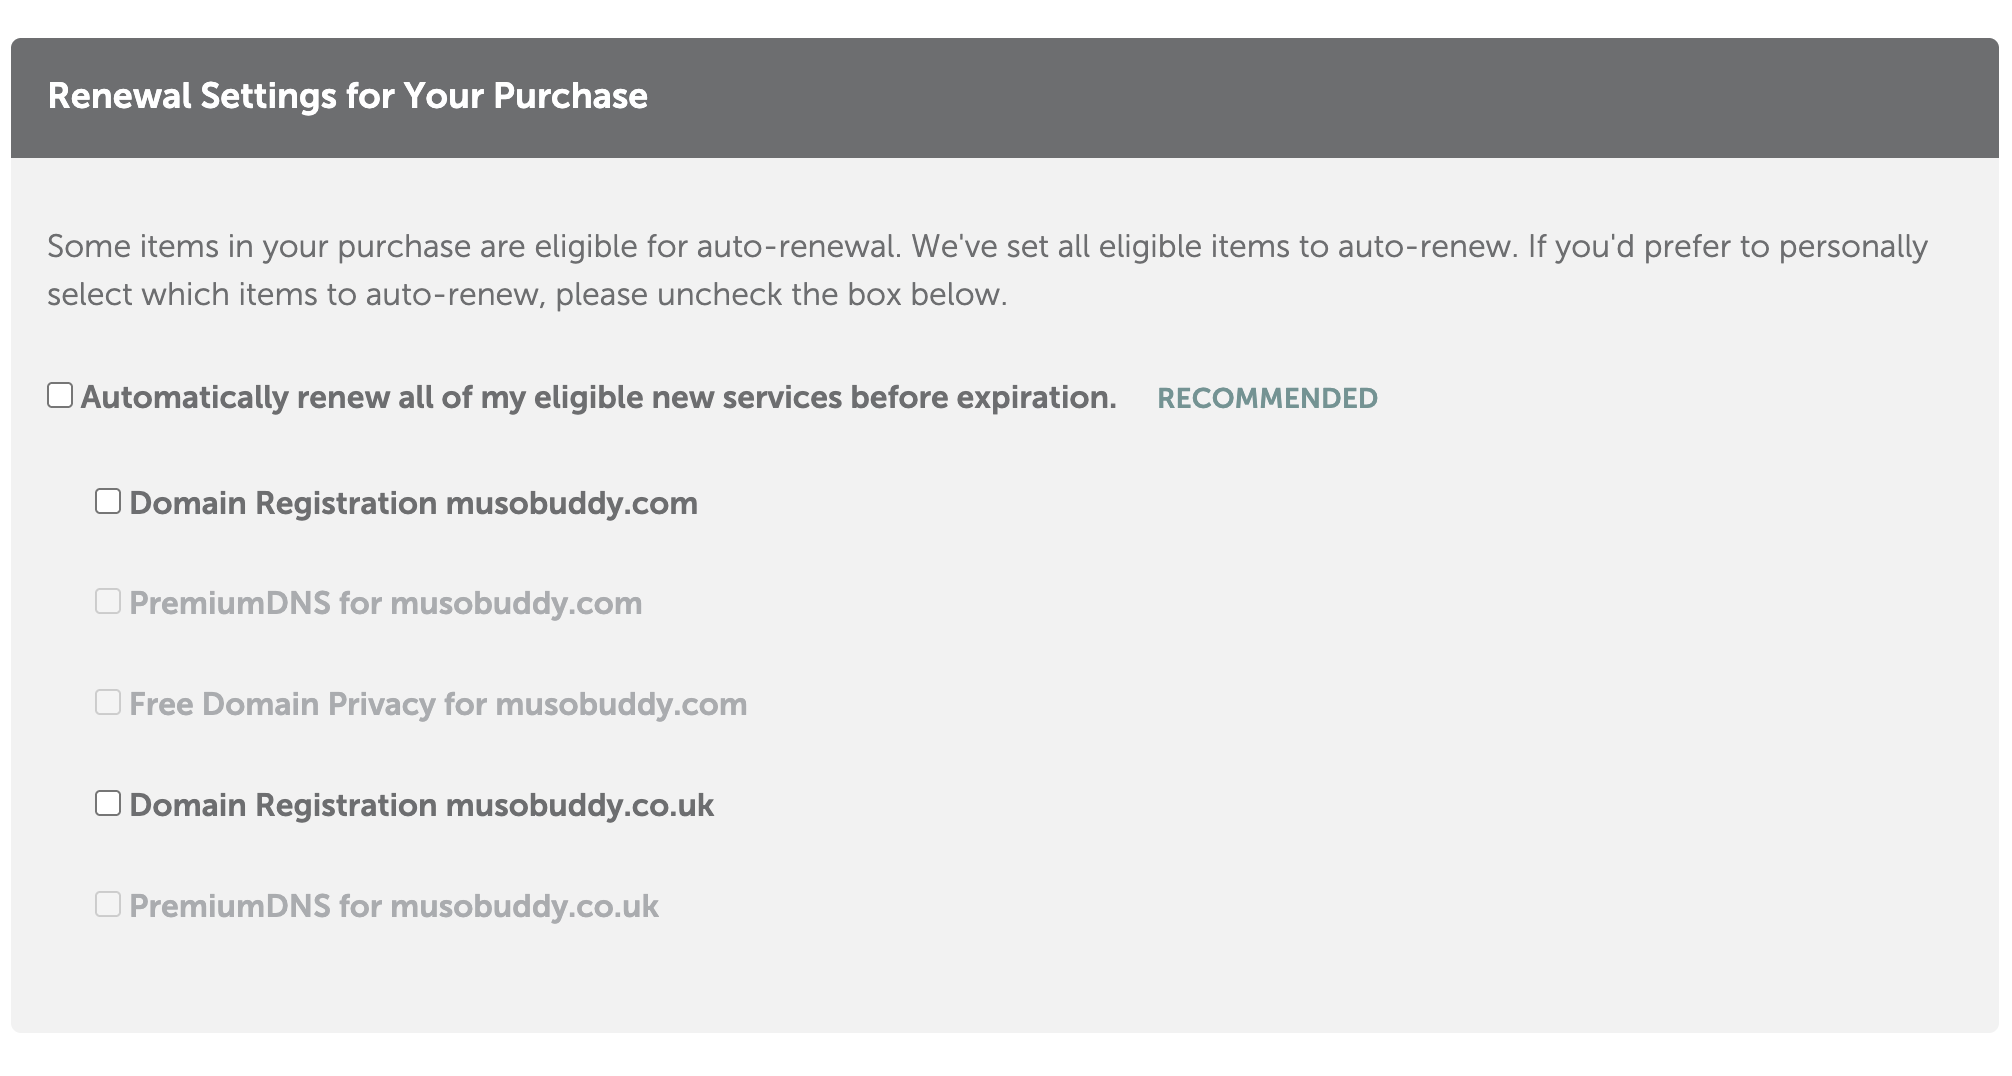 Renewal Settings for Your Purchase
Some items in your purchase are eligible for auto-renewal. We've set all eligible items to auto-renew. If you'd prefer to personally
select which items to auto-renew, please uncheck the box below.
Automatically renew all of my eligible new services before expiration. RECOMMENDED
Domain Registration musobuddy.com
PremiumDNS for musobuddy.com
Free Domain Privacy for musobuddy.com
Domain Registration musobuddy.co.uk
PremiumDNS for musobuddy.co.uk